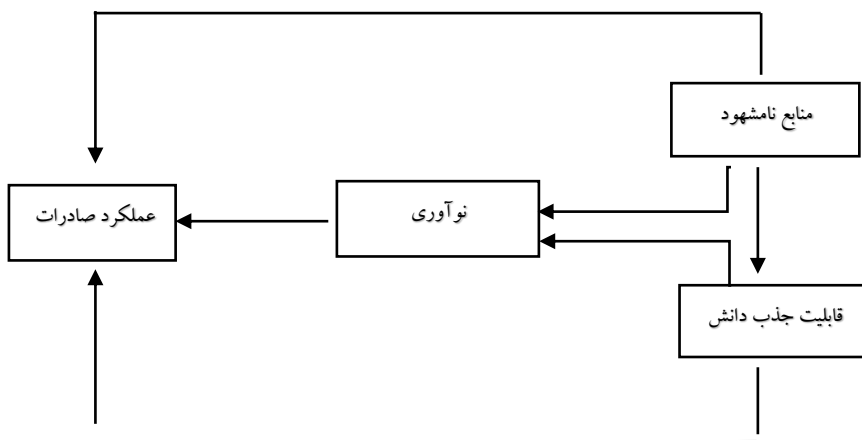 منابع نامشهود
نوآوری
عملکرد صادرات
قابلیت جذب دانش